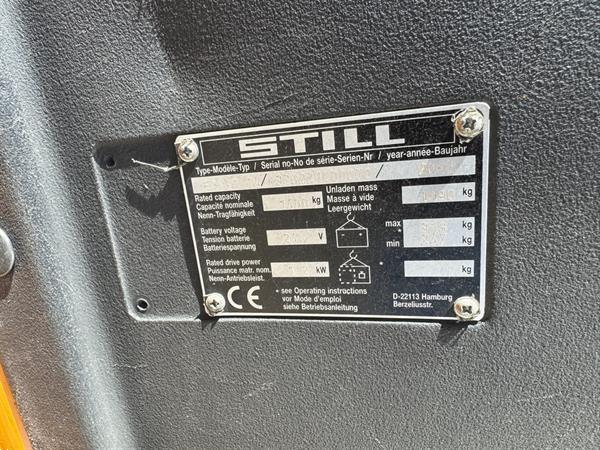 STILL
Type-Modèle-Typ / Serial no-No de série-Serien-Nr / year-année-Baujahr
Rated capacity
Capacité nominale
Nenn-Tragfähigkeit
kg
Unladen mass
Masse à vide
Leergewicht
kg
Battery voltage
Tension batterie
Batteriespannung
V
max
*
min
kg
kg
Rated drive power
Puissance matr. nom.
Nenn-Antriebsleist.
kW
*
kg
CE
* see Operating instructions
vor Mode d'emploi
siehe Betriebsanleitung
D-22113 Hamburg
Berzeliusstr.